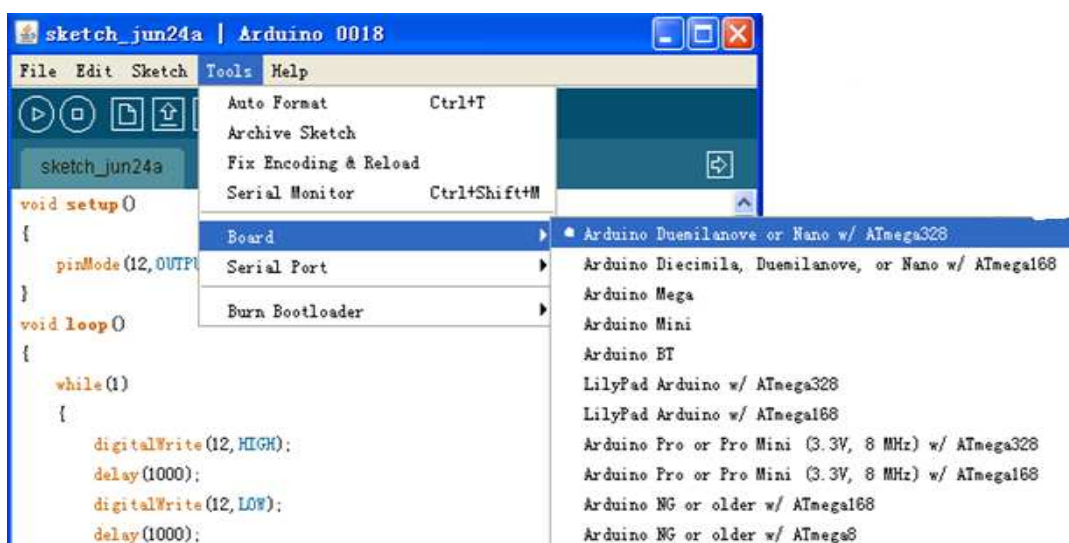 sketch_jun24a | Arduino 0018
File Edit Sketch Tools Help
Auto Format Ctrl+T
Archive Sketch
Fix Encoding & Reload
Serial Monitor Ctrl+Shift+M
Board
Serial Port
Burn Bootloader
Arduino Duemilanove or Nano w/ ATmega328
Arduino Diecimila, Duemilanove, or Nano w/ ATmega168
Arduino Mega
Arduino Mini
Arduino BT
LilyPad Arduino w/ ATmega328
LilyPad Arduino w/ ATmega168
Arduino Pro or Pro Mini (3.3V, 8 MHz) w/ ATmega328
Arduino Pro or Pro Mini (3.3V, 8 MHz) w/ ATmega168
Arduino NG or older w/ ATmega168
Arduino NG or older w/ ATmega8
sketch_jun24a
void setup()
{
pinMode(12,OUTPU
}
void loop()
{
while(1)
{
digitalWrite(12,HIGH);
delay(1000);
digitalWrite(12,LOW);
delay(1000);